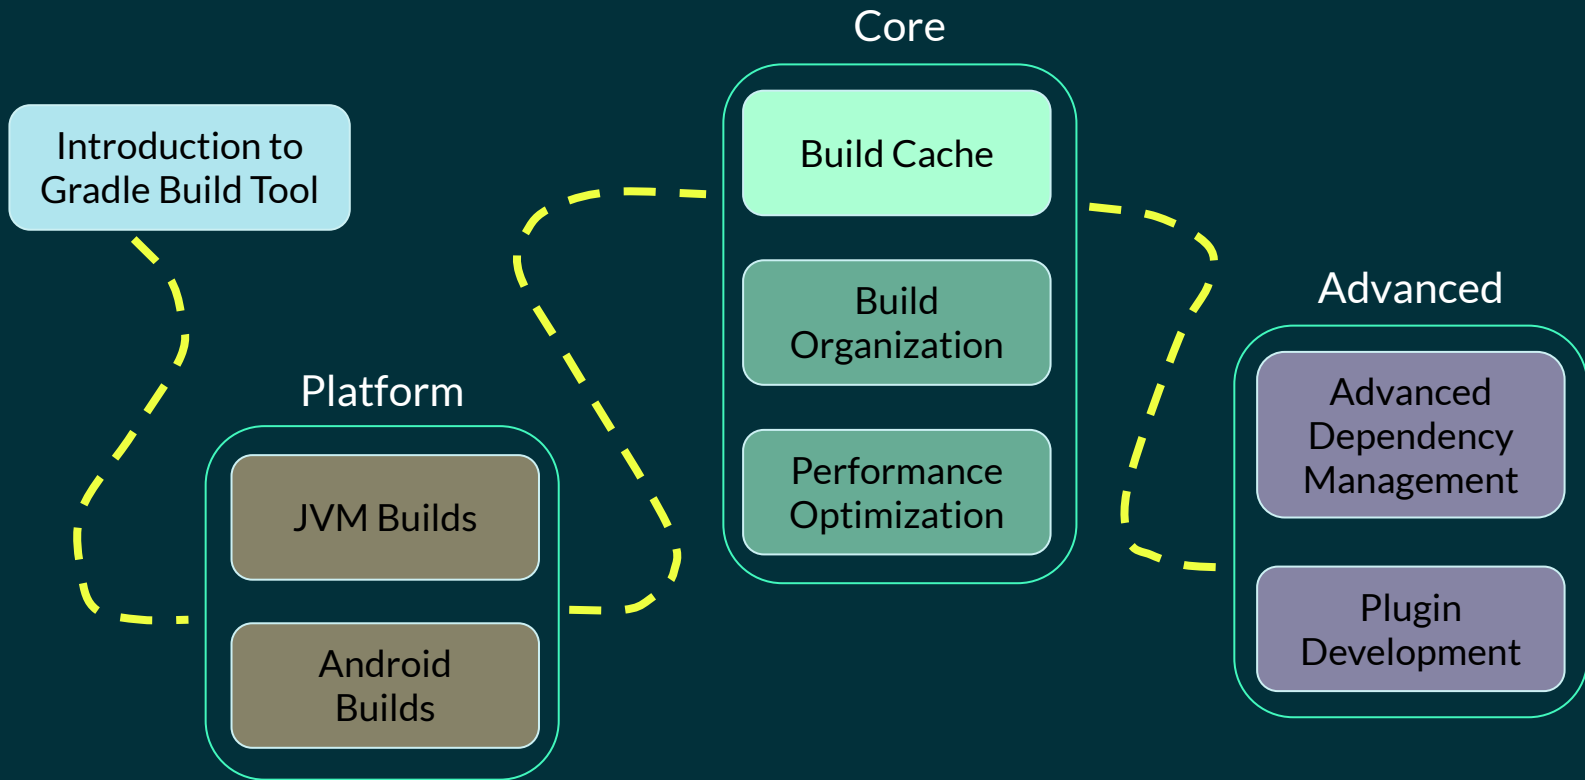 Introduction to
Gradle Build Tool
Platform
JVM Builds
Android
Builds
Core
Build Cache
Build
Organization
Performance
Optimization
Advanced
Advanced
Dependency
Management
Plugin
Development